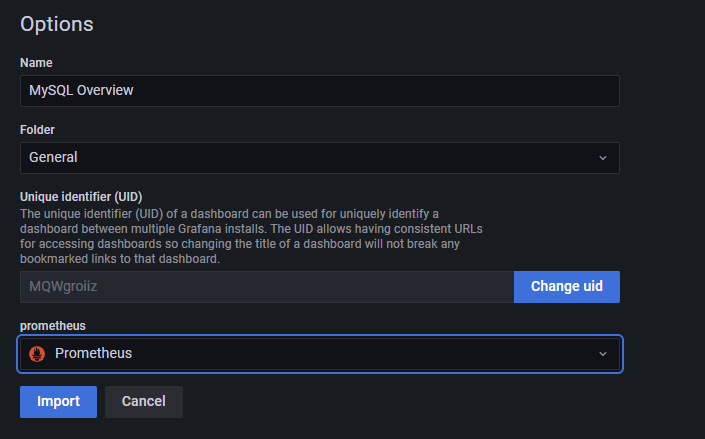 Options
Name
MySQL Overview
Folder
General
Unique identifier (UID)
The unique identifier (UID) of a dashboard can be used for uniquely identify a
dashboard between multiple Grafana installs. The UID allows having consistent URLs
for accessing dashboards so changing the title of a dashboard will not break any
bookmarked links to that dashboard.
MQWgroiiz Change uid
prometheus
Prometheus
Import Cancel